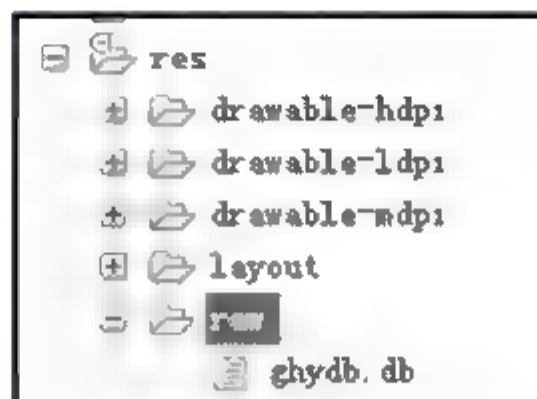 res
drawable-hdpi
drawable-ldpi
drawable-mdpi
layout
raw
ghydb.db